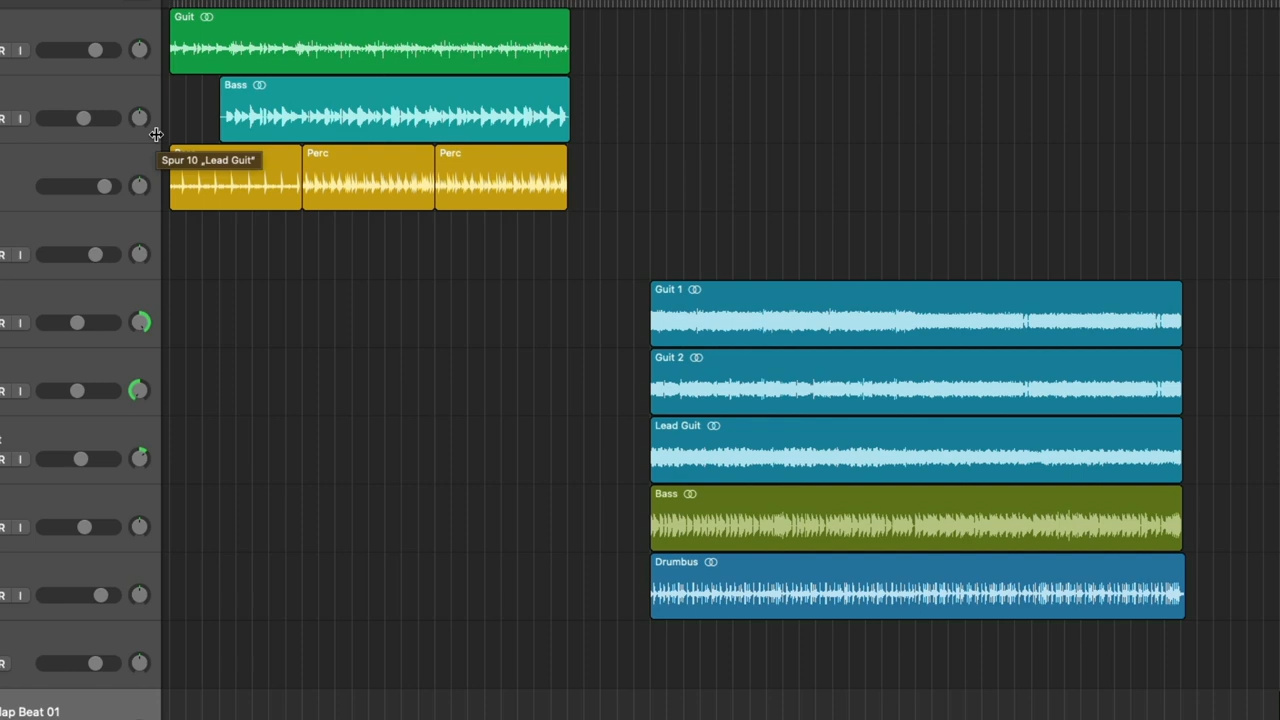 Guit
R I
Bass
R I
Spur 10 „Lead Guit“
Perc
Perc
R I
Guit 1
R I
Guit 2
R I
Lead Guit
R I
Bass
R I
Drumbus
R I
R
lap Beat 01